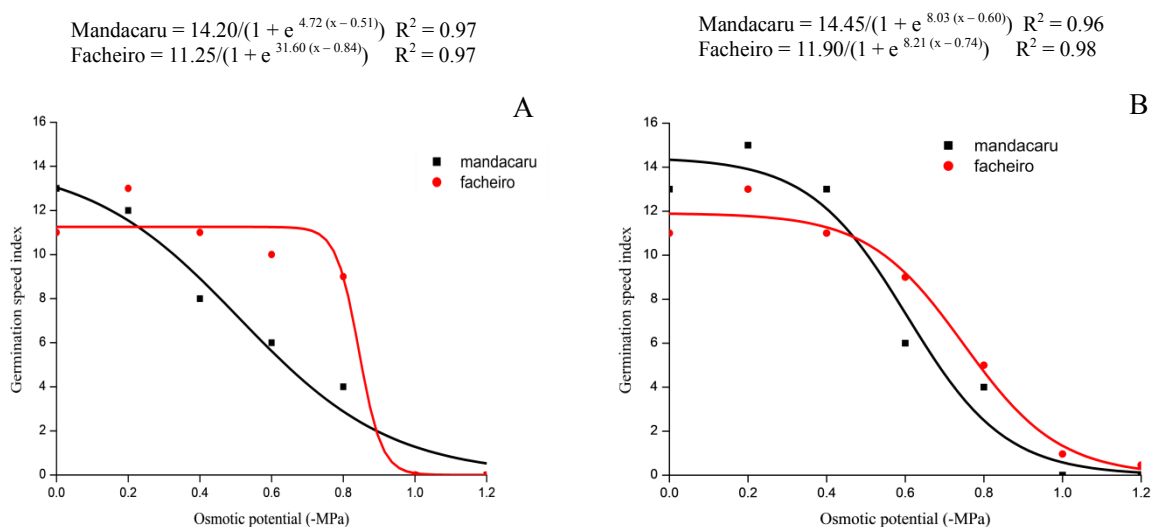 Mandacaru = 14.20/(1 + e^4.72 (x – 0.51)) R² = 0.97
Facheiro = 11.25/(1 + e^31.60 (x – 0.84)) R² = 0.97
A
16
14
12
10
8
6
4
2
0
mandacaru
facheiro
Germination speed index
0.0 0.2 0.4 0.6 0.8 1.0 1.2
Osmotic potential (-MPa)
Mandacaru = 14.45/(1 + e^8.03 (x – 0.60)) R² = 0.96
Facheiro = 11.90/(1 + e^8.21 (x – 0.74)) R² = 0.98
B
16
14
12
10
8
6
4
2
0
mandacaru
facheiro
Germination speed index
0.0 0.2 0.4 0.6 0.8 1.0 1.2
Osmotic potential (-MPa)